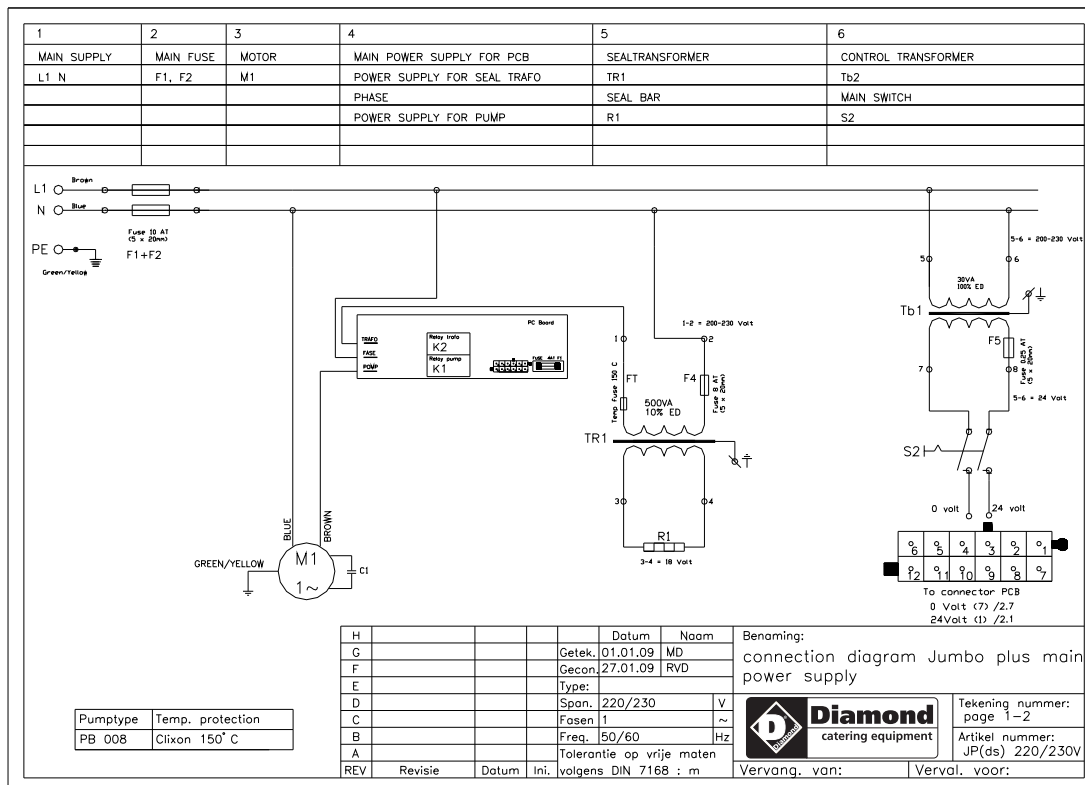 1 2 3 4 5 6
MAIN SUPPLY MAIN FUSE MOTOR MAIN POWER SUPPLY FOR PCB SEALTRANSFORMER CONTROL TRANSFORMER
L1 N F1, F2 M1 POWER SUPPLY FOR SEAL TRAFO TR1 Tb2
PHASE SEAL BAR MAIN SWITCH
POWER SUPPLY FOR PUMP R1 S2
L1 Brown
N Blue
Fuse 10 AT
(5 x 20mm)
F1+F2
PE
Green/Yellow
5-6 = 200-230 Volt
5 6
30VA
100% ED
Tb1
F5
Fuse 0.25 AT
(5 x 20mm)
7 8
5-6 = 24 Volt
S2
0 volt 24 volt
6 5 4 3 2 1
12 11 10 9 8 7
To connector PCB
0 Volt (7) /2.7
24Volt (1) /2.1
PC Board
TRAFO
FASE
POMP
Relay trafo
K2
Relay pump
K1
FUSE 4AT FT
1-2 = 200-230 Volt
1 2
Temp fuse 150 C
FT
F4
Fuse 8 AT
(5 x 20mm)
500VA
10% ED
TR1
3 4
R1
3-4 = 18 Volt
BLUE
BROWN
GREEN/YELLOW
M1
1~
C1
Pumptype Temp. protection
PB 008 Clixon 150°C
H Datum Naam
G Getek. 01.01.09 MD
F Gecon. 27.01.09 RVD
E Type:
D Span. 220/230 V
C Fasen 1 ~
B Freq. 50/60 Hz
A Tolerantie op vrije maten
REV Revisie Datum Ini. volgens DIN 7168 : m
Benaming:
connection diagram Jumbo plus main
power supply
Diamond
Diamond
catering equipment
Tekening nummer:
page 1-2
Artikel nummer:
JP(ds) 220/230V
Vervang. van: Verval. voor: